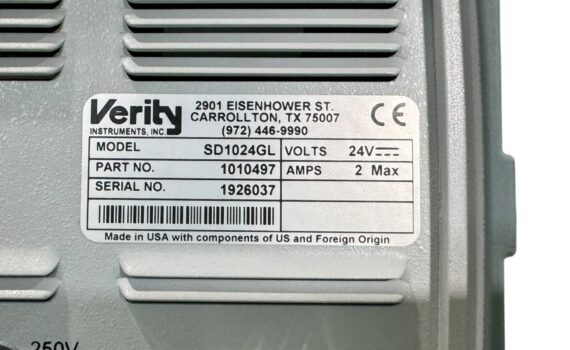 Verity
INSTRUMENTS, INC.
2901 EISENHOWER ST.
CARROLLTON, TX 75007
(972) 446-9990
CE
MODEL SD1024GL VOLTS 24V⎓
PART NO. 1010497 AMPS 2 Max
SERIAL NO. 1926037
Made in USA with components of US and Foreign Origin
250V